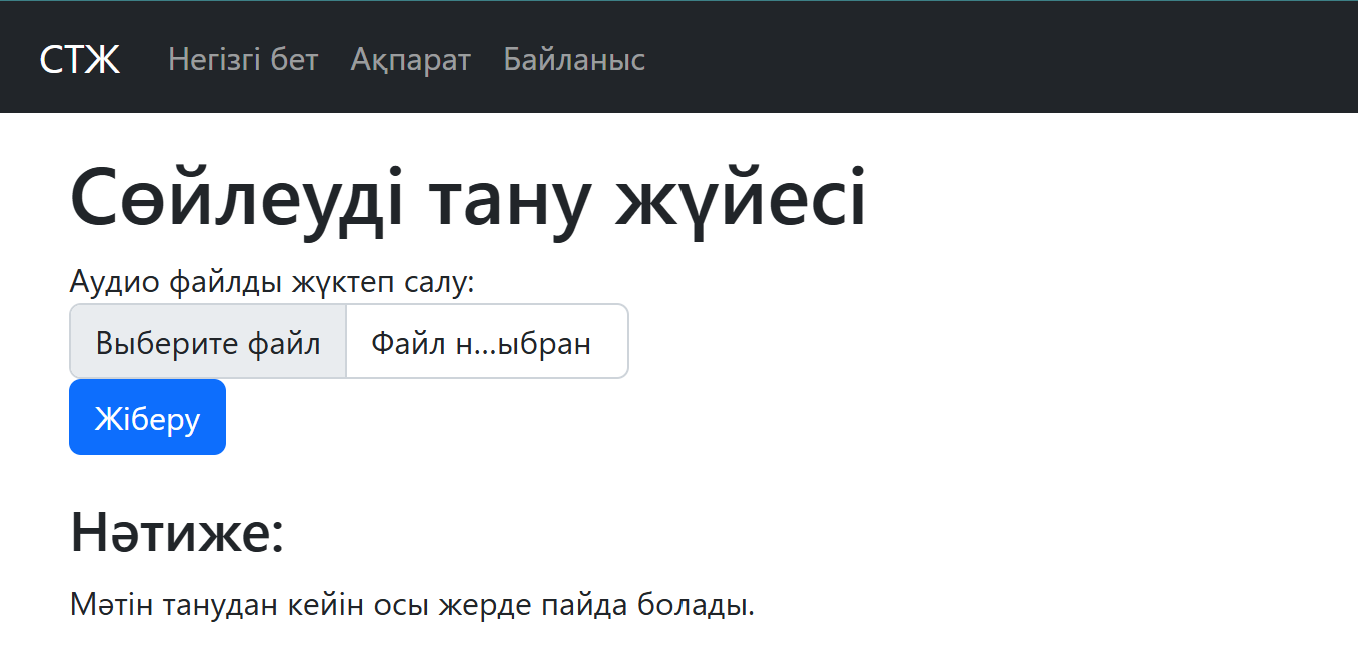 СТЖ Негізгі бет Ақпарат Байланыс
Сөйлеуді тану жүйесі
Аудио файлды жүктеп салу:
Выберите файл Файл н...ыбран
Жіберу
Нәтиже:
Мәтін танудан кейін осы жерде пайда болады.